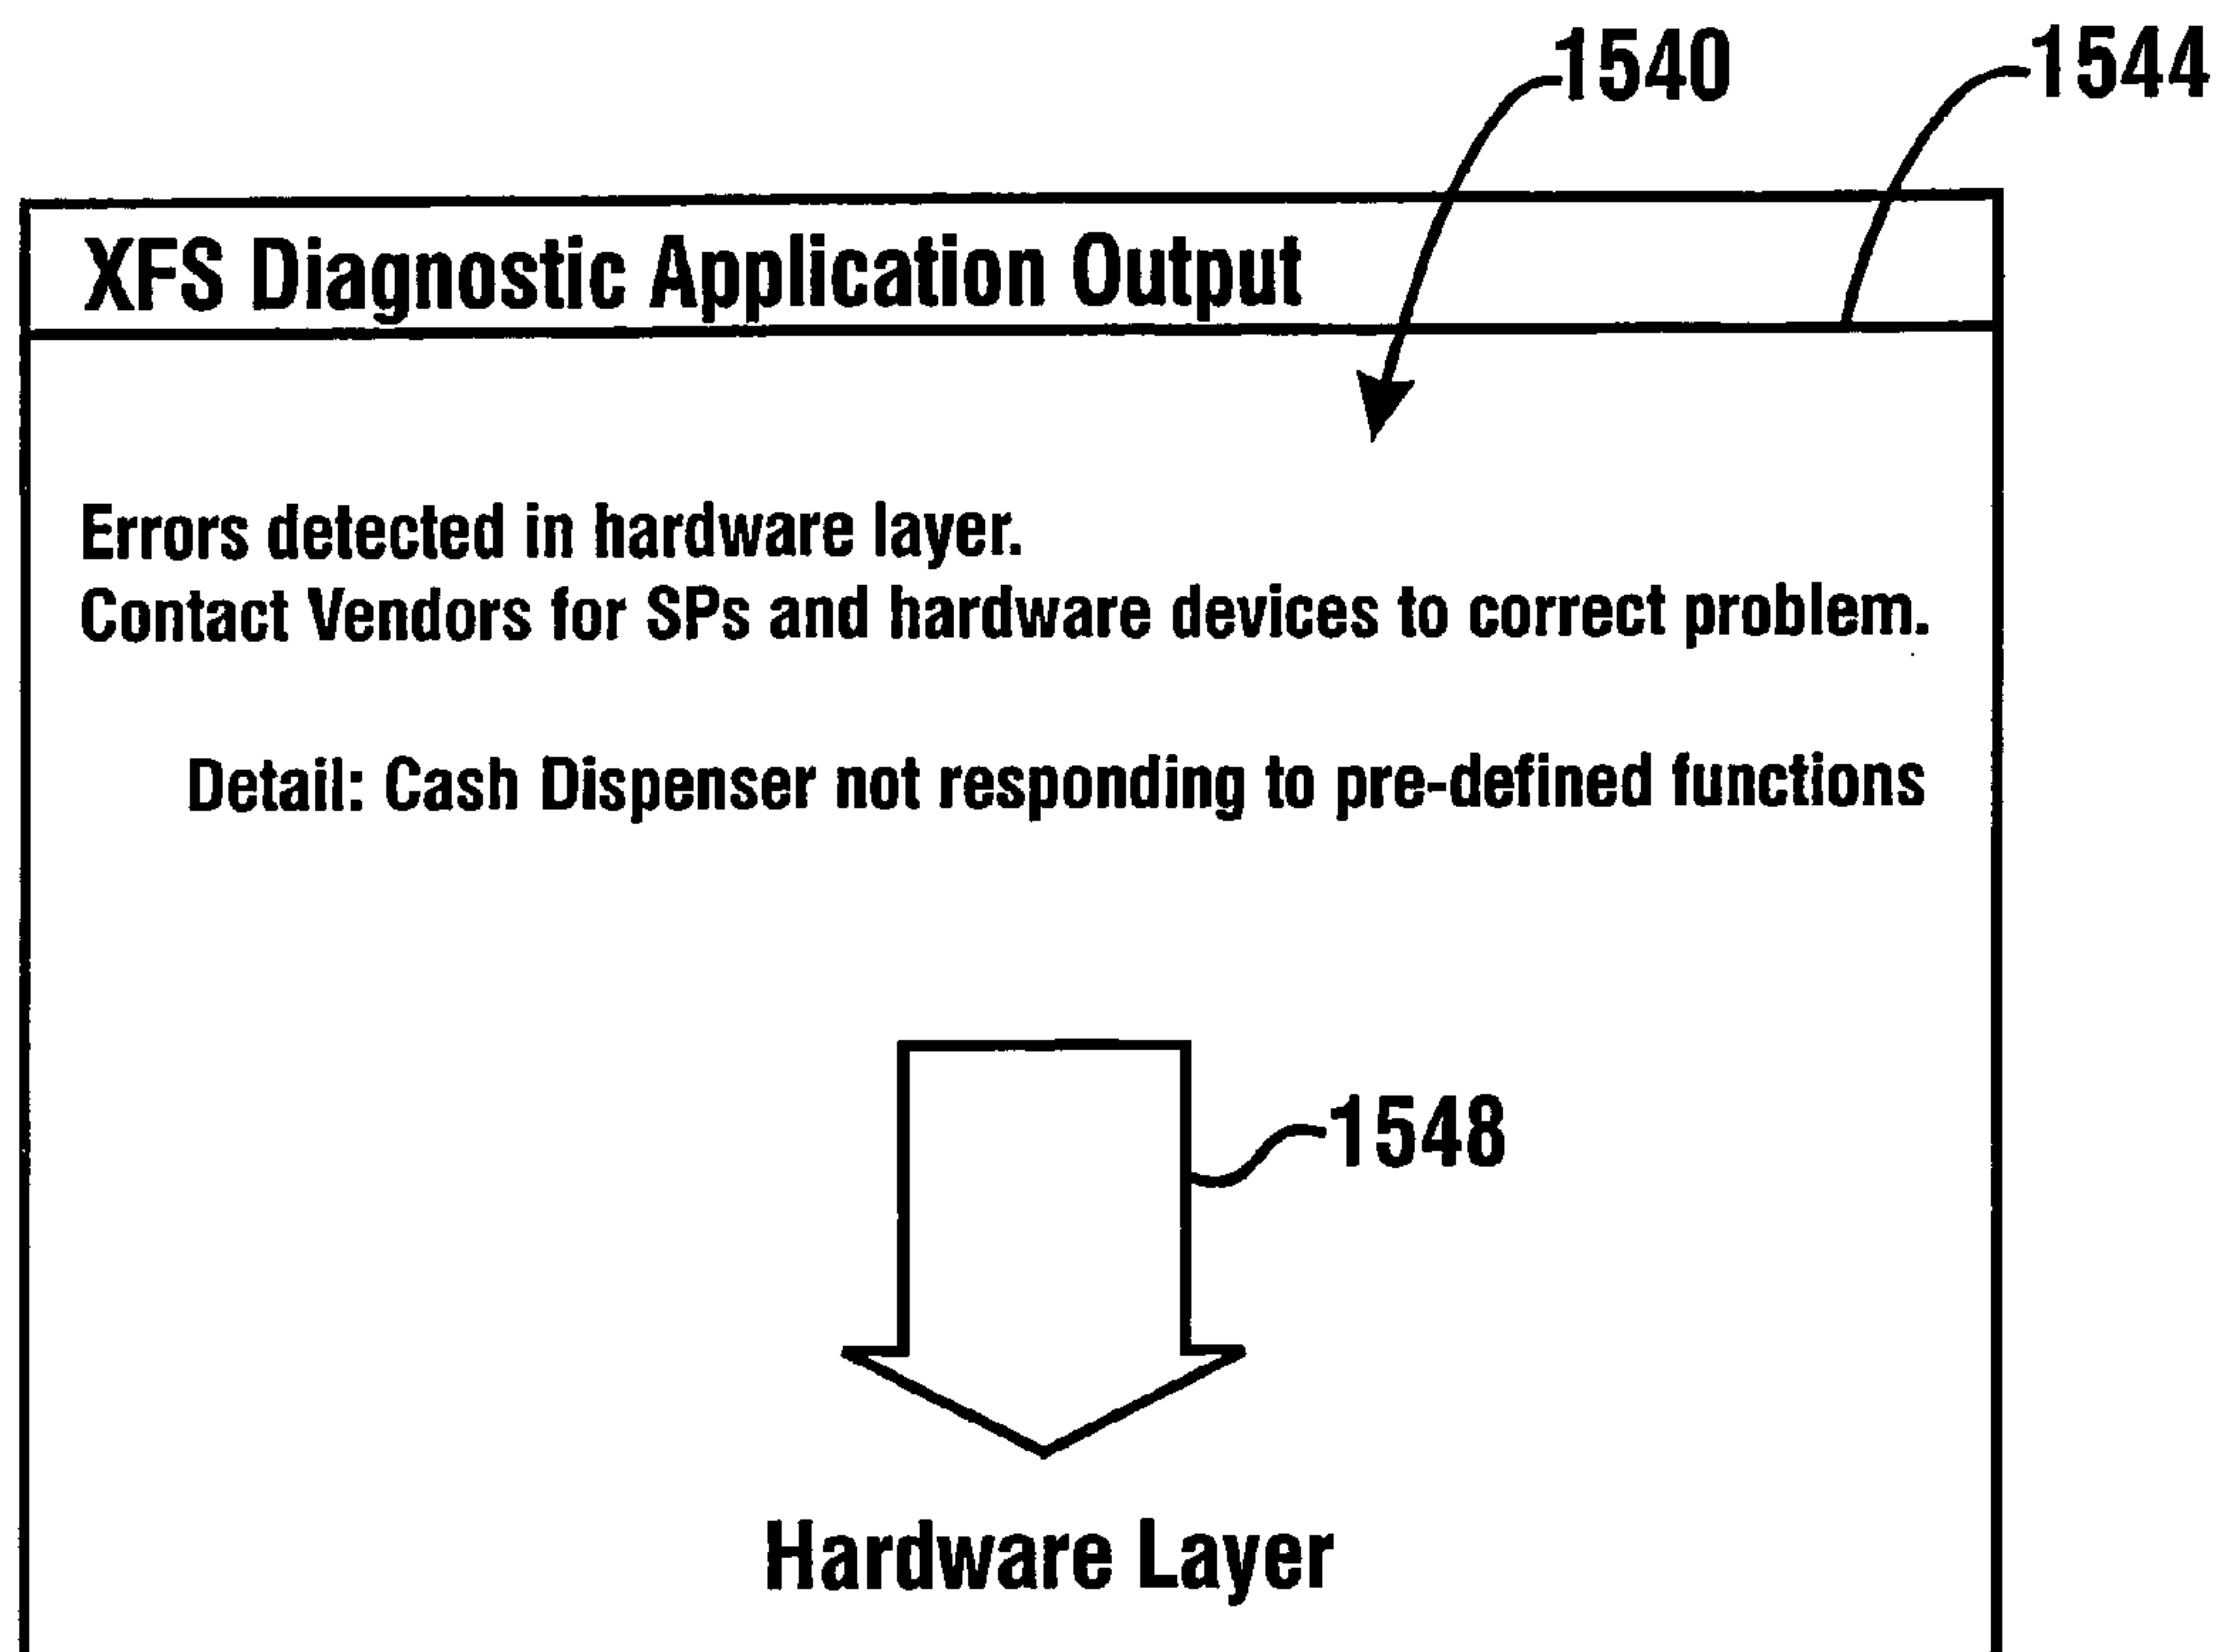 1540
1544
XFS Diagnostic Application Output
Errors detected in hardware layer.
Contact Vendors for SPs and hardware devices to correct problem.
Detail: Cash Dispenser not responding to pre-defined functions
1548
Hardware Layer